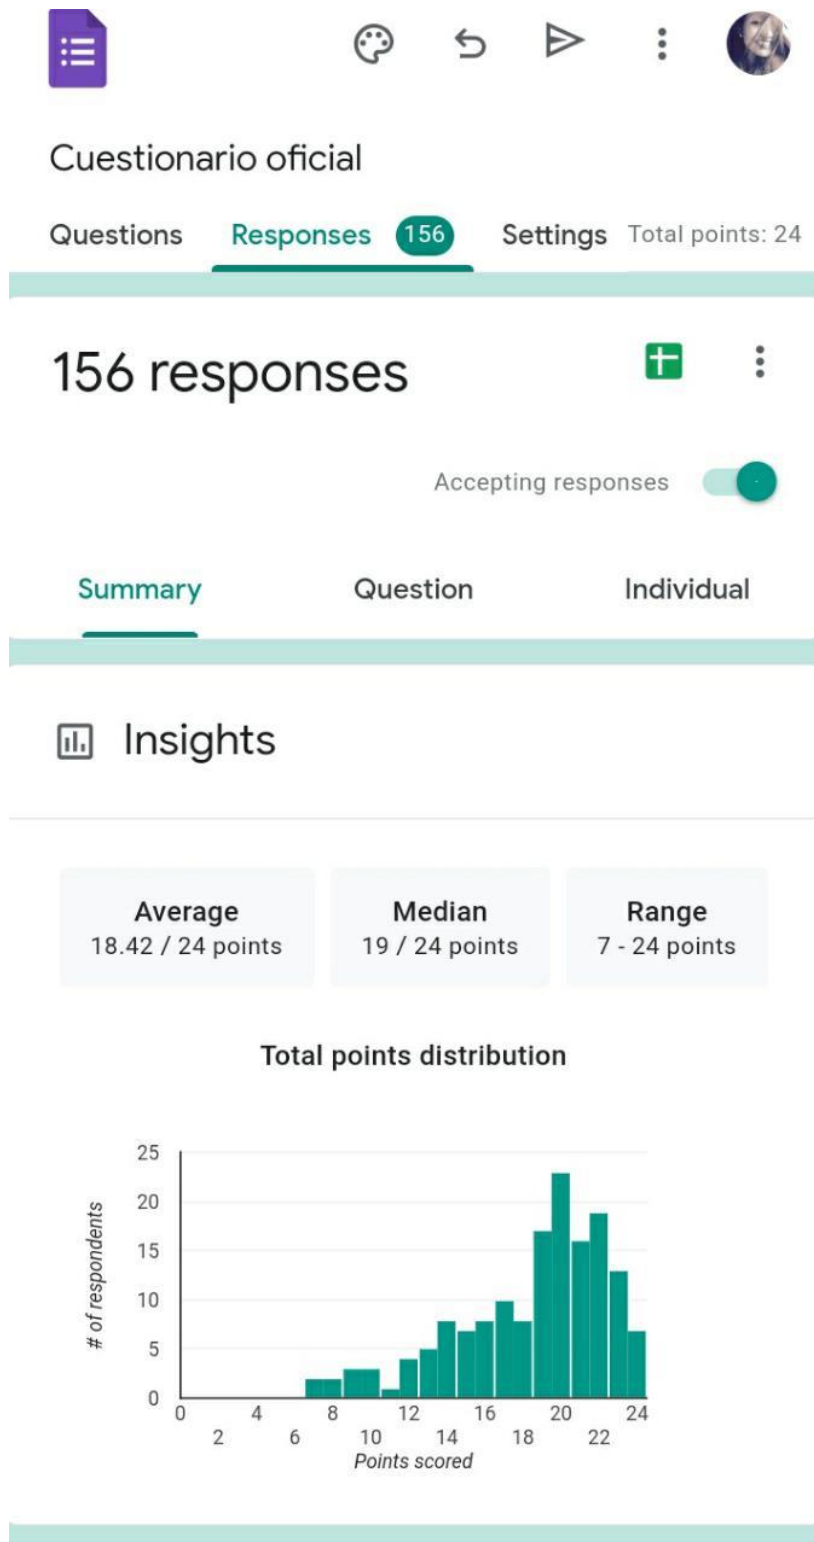 Cuestionario oficial
Questions Responses 156 Settings Total points: 24
156 responses
Accepting responses
Summary Question Individual
Insights
Average Median Range
18.42 / 24 points 19 / 24 points 7 - 24 points
Total points distribution
# of respondents
25
20
15
10
5
0
0 4 8 12 16 20 24
2 6 10 14 18 22
Points scored